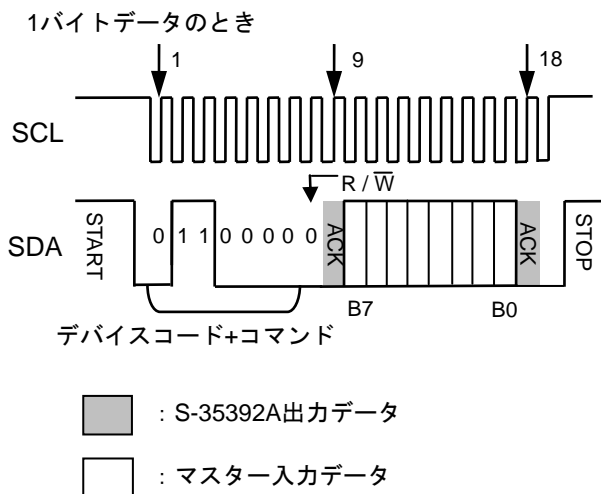 1バイトデータのとき
1 9 18
SCL
R / W
SDA START 0 1 1 0 0 0 0 0 ACK ACK STOP
B7 B0
デバイスコード+コマンド
: S-35392A出力データ
: マスター入力データ